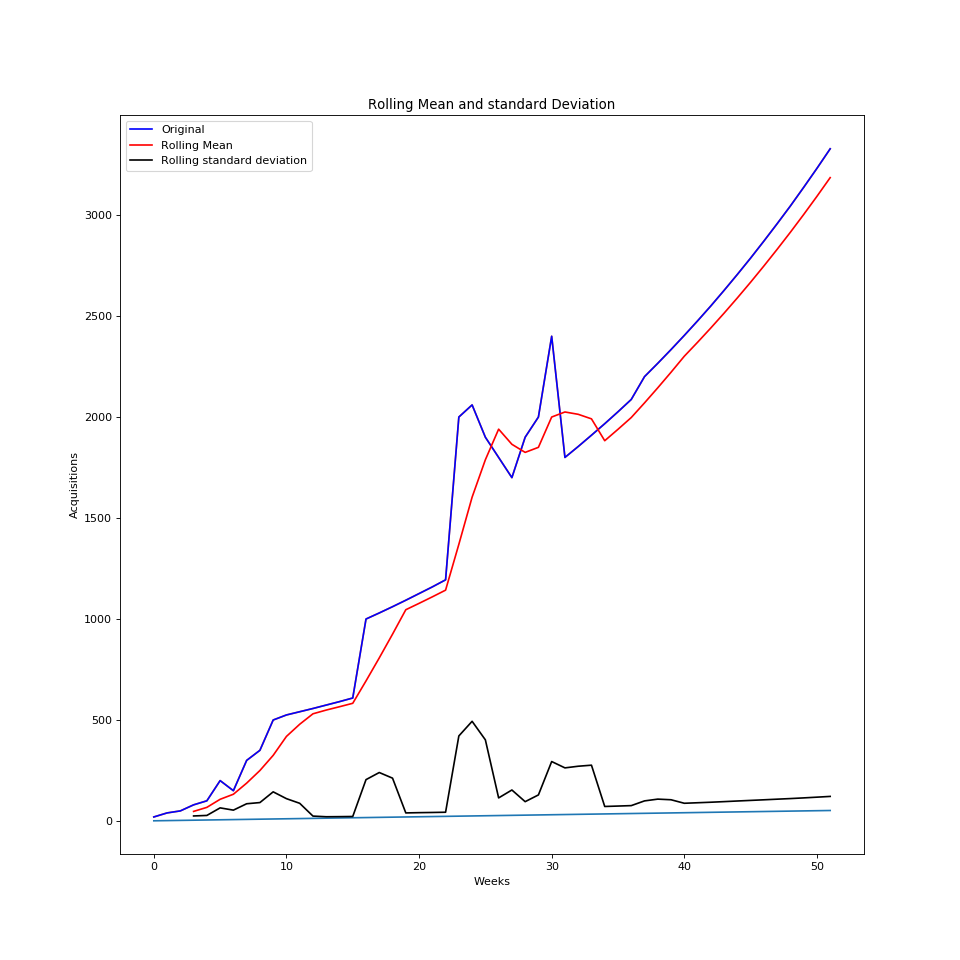 Rolling Mean and standard Deviation
Original
Rolling Mean
Rolling standard deviation
3000
2500
2000
1500
1000
500
0
Acquisitions
0 10 20 30 40 50
Weeks